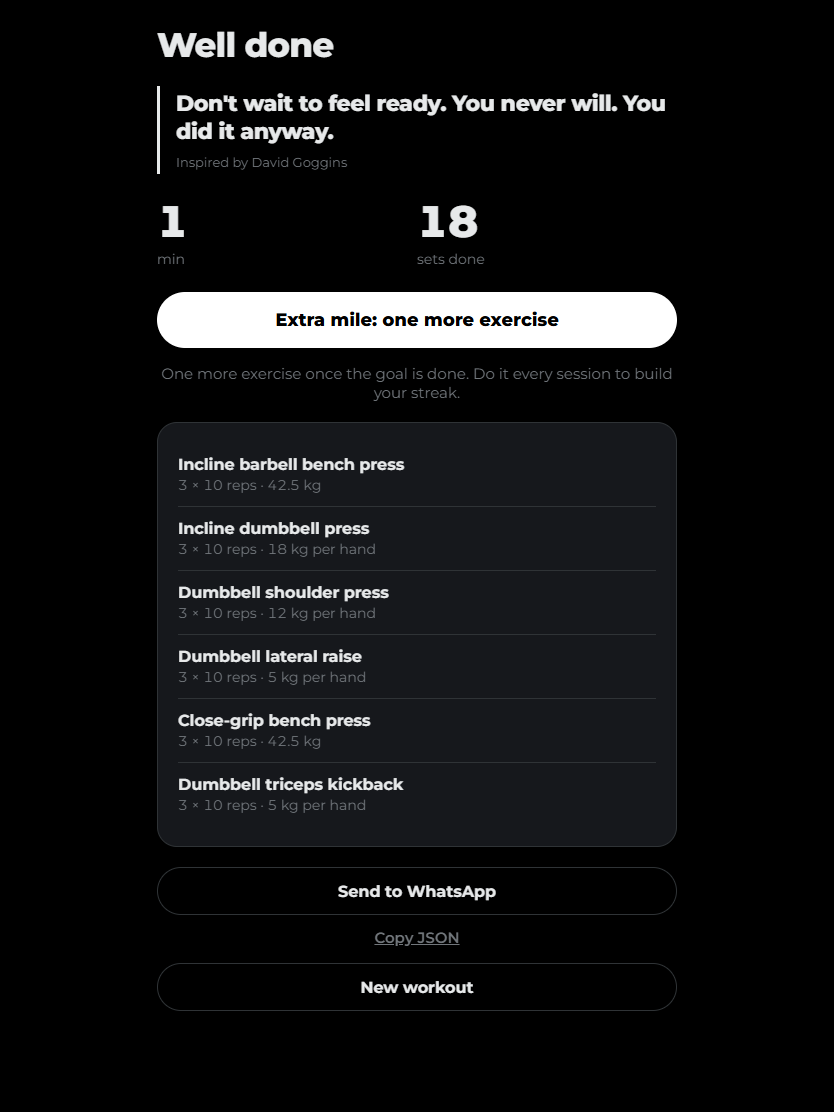 Well done
Don't wait to feel ready. You never will. You
did it anyway.
Inspired by David Goggins
1
min
18
sets done
Extra mile: one more exercise
One more exercise once the goal is done. Do it every session to build
your streak.
Incline barbell bench press
3 × 10 reps · 42.5 kg
Incline dumbbell press
3 × 10 reps · 18 kg per hand
Dumbbell shoulder press
3 × 10 reps · 12 kg per hand
Dumbbell lateral raise
3 × 10 reps · 5 kg per hand
Close-grip bench press
3 × 10 reps · 42.5 kg
Dumbbell triceps kickback
3 × 10 reps · 5 kg per hand
Send to WhatsApp
Copy JSON
New workout